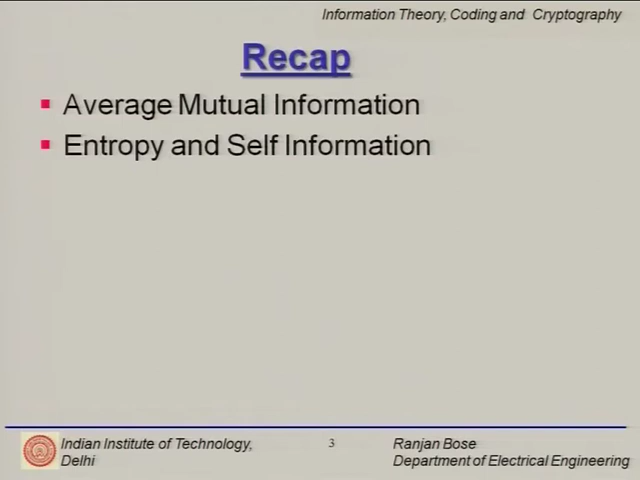 Information Theory, Coding and Cryptography
Recap
Average Mutual Information
Entropy and Self Information
Indian Institute of Technology,
Delhi
3
Ranjan Bose
Department of Electrical Engineering